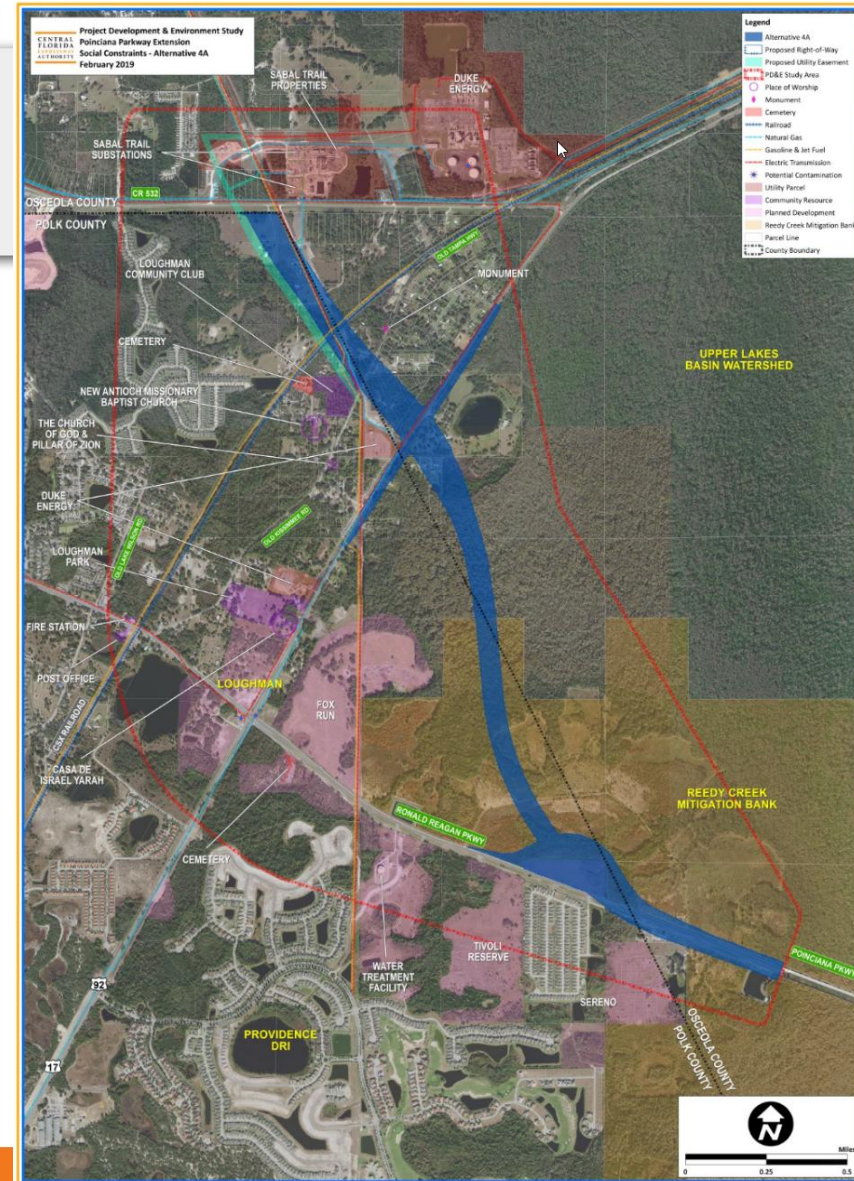 CENTRAL
FLORIDA
EXPRESSWAY
AUTHORITY
Project Development & Environment Study
Poinciana Parkway Extension
Social Constraints - Alternative 4A
February 2019
Legend
Alternative 4A
Proposed Right-of-Way
Proposed Utility Easement
PD&E Study Area
Place of Worship
Monument
Cemetery
Railroad
Natural Gas
Gasoline & Jet Fuel
Electric Transmission
Potential Contamination
Utility Parcel
Community Resource
Planned Development
Reedy Creek Mitigation Bank
Parcel Line
County Boundary
SABAL TRAIL
PROPERTIES
DUKE
ENERGY
SABAL TRAIL
SUBSTATIONS
CR 532
OSCEOLA COUNTY
POLK COUNTY
OLD TAMPA HWY
LOUGHMAN
COMMUNITY CLUB
MONUMENT
CEMETERY
UPPER LAKES
BASIN WATERSHED
NEW ANTIOCH MISSIONARY
BAPTIST CHURCH
THE CHURCH
OF GOD &
PILLAR OF ZION
DUKE
ENERGY
OLD LAKE WILSON RD
OLD KISSIMMEE RD
LOUGHMAN
PARK
FIRE STATION
POST OFFICE
LOUGHMAN
FOX
RUN
CSX RAILROAD
CASA DE
ISRAEL YARAH
REEDY CREEK
MITIGATION BANK
RONALD REAGAN PKWY
CEMETERY
POINCIANA PKWY
TIVOLI
RESERVE
WATER
TREATMENT
FACILITY
SERENO
92
OSCEOLA COUNTY
POLK COUNTY
PROVIDENCE
DRI
17
N
Miles
0 0.25 0.5